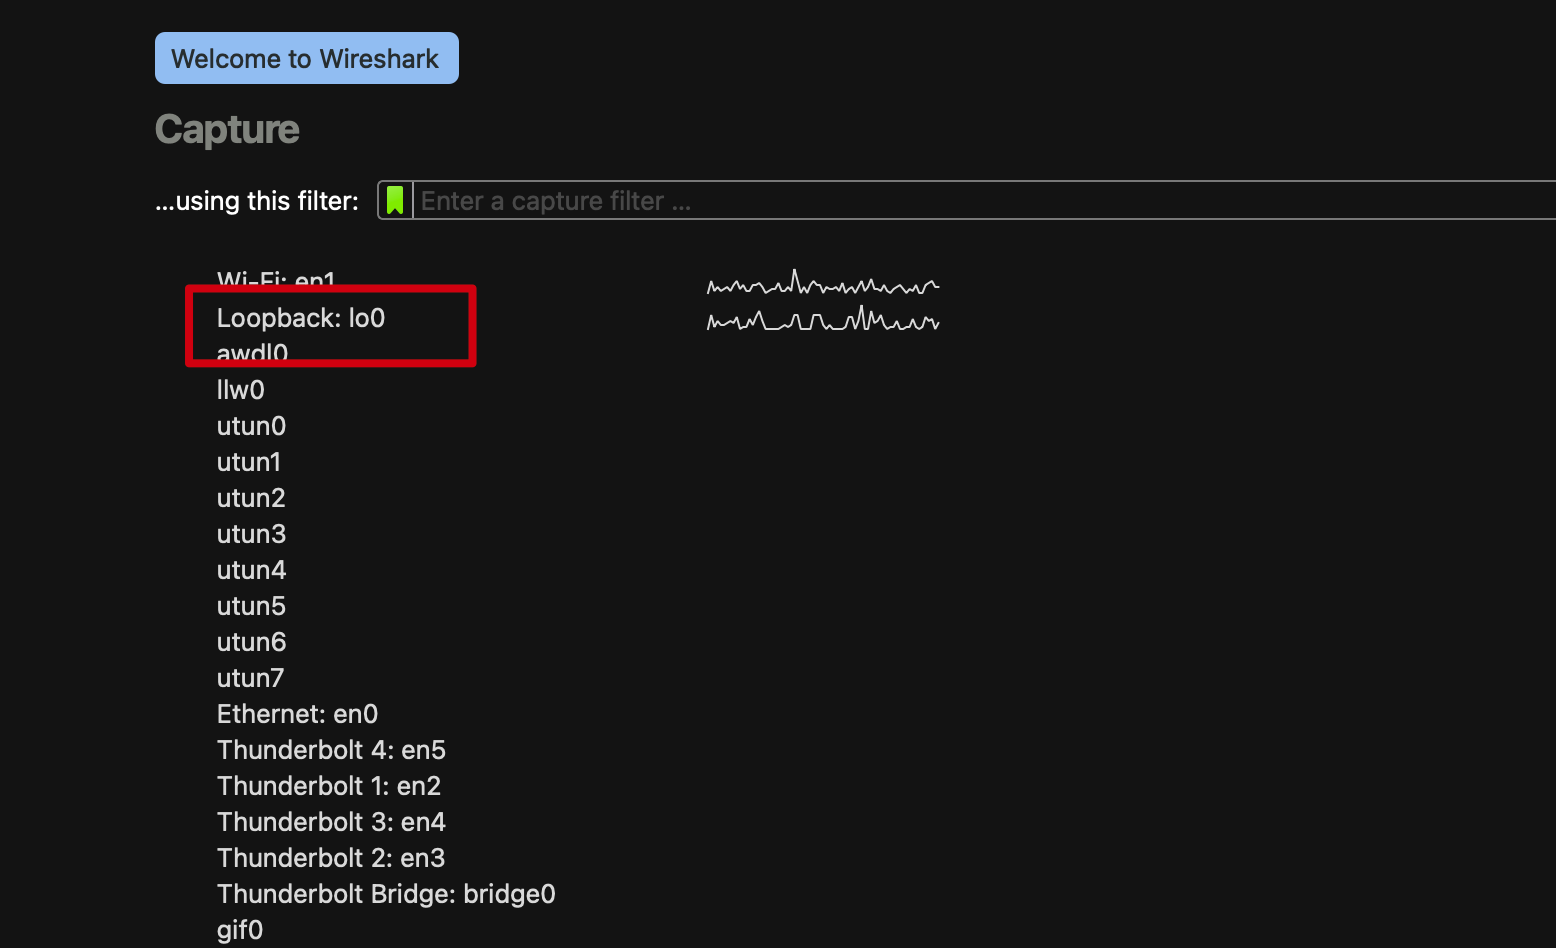 Welcome to Wireshark
Capture
...using this filter:
Enter a capture filter ...
Wi-Fi: en1
Loopback: lo0
awdl0
llw0
utun0
utun1
utun2
utun3
utun4
utun5
utun6
utun7
Ethernet: en0
Thunderbolt 4: en5
Thunderbolt 1: en2
Thunderbolt 3: en4
Thunderbolt 2: en3
Thunderbolt Bridge: bridge0
gif0